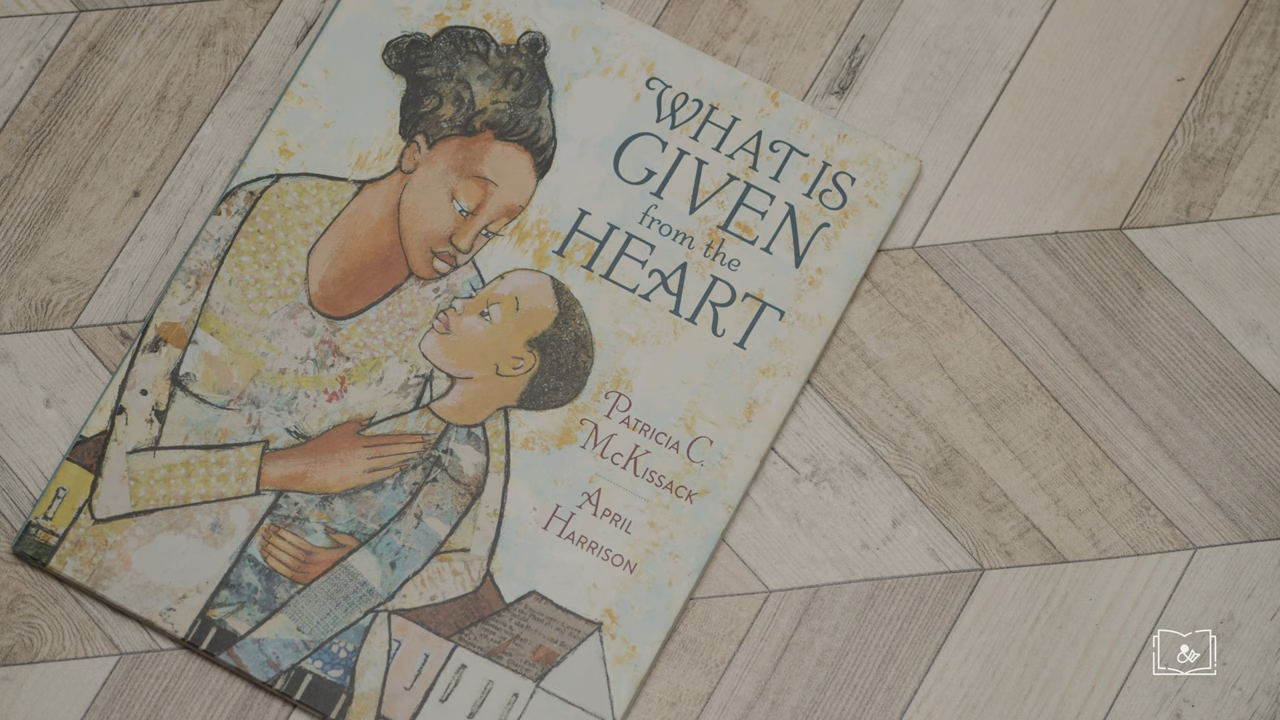 WHAT IS
GIVEN
from the
HEART
PATRICIA C.
MCKISSACK
APRIL
HARRISON